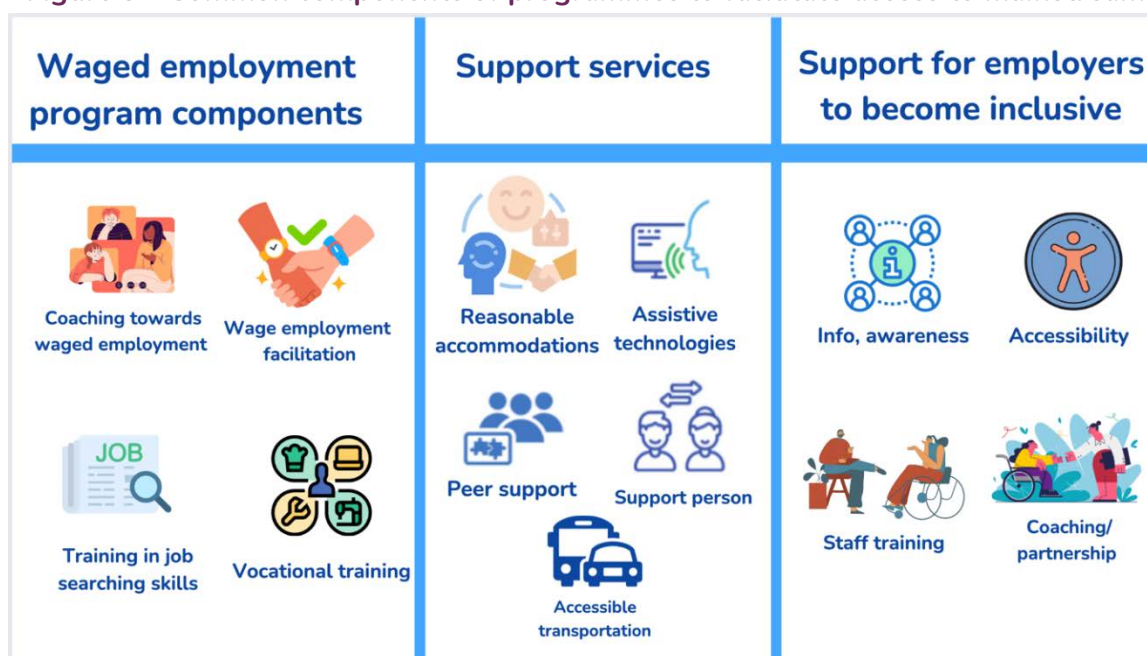 Waged employment
program components
Support services
Support for employers
to become inclusive
Coaching towards
waged employment
Wage employment
facilitation
JOB
Training in job
searching skills
Vocational training
Reasonable
accommodations
Assistive
technologies
Peer support
Support person
Accessible
transportation
i
Info, awareness
Accessibility
Staff training
Coaching/
partnership